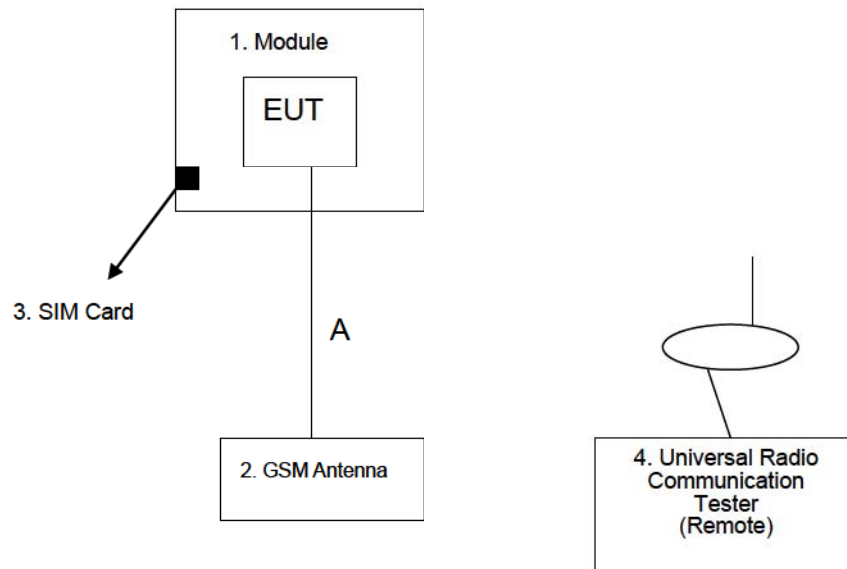 1. Module
EUT
3. SIM Card
A
2. GSM Antenna
4. Universal Radio
Communication
Tester
(Remote)